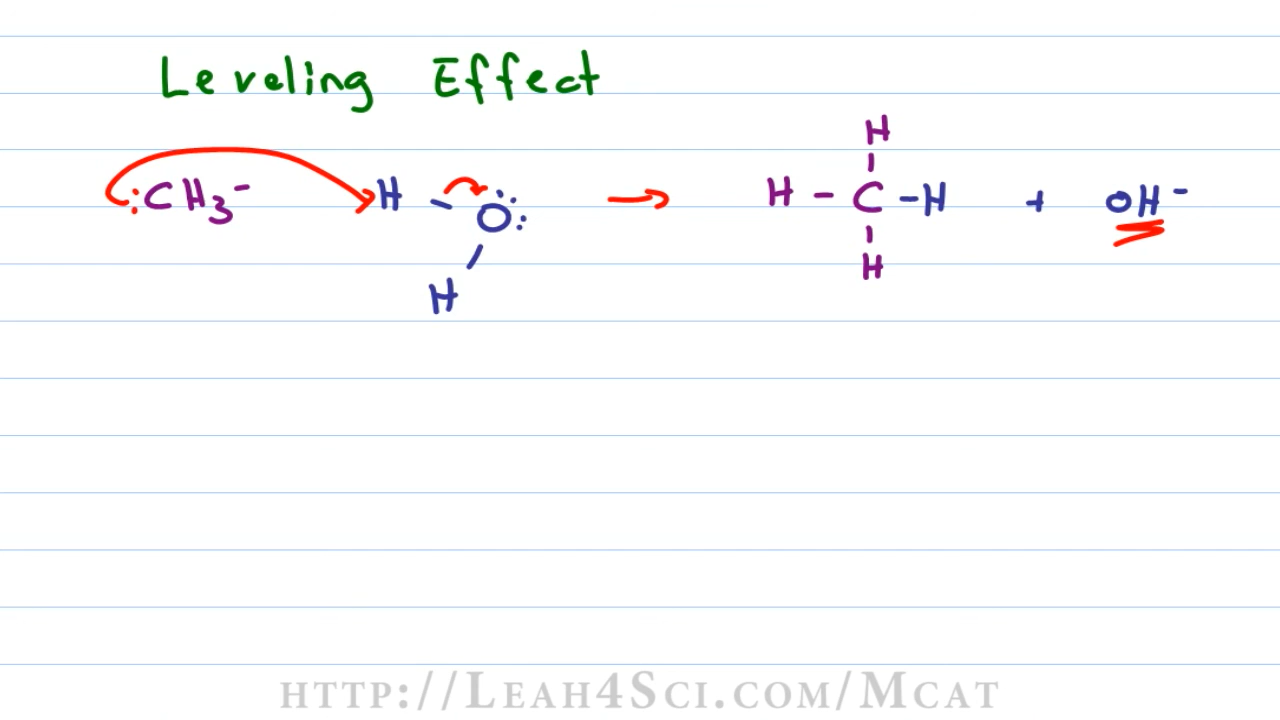 Leveling Effect
:CH3⁻ H - O: → H - C - H + OH⁻
H
H
H
HTTP://LEAH4SCI.COM/MCAT